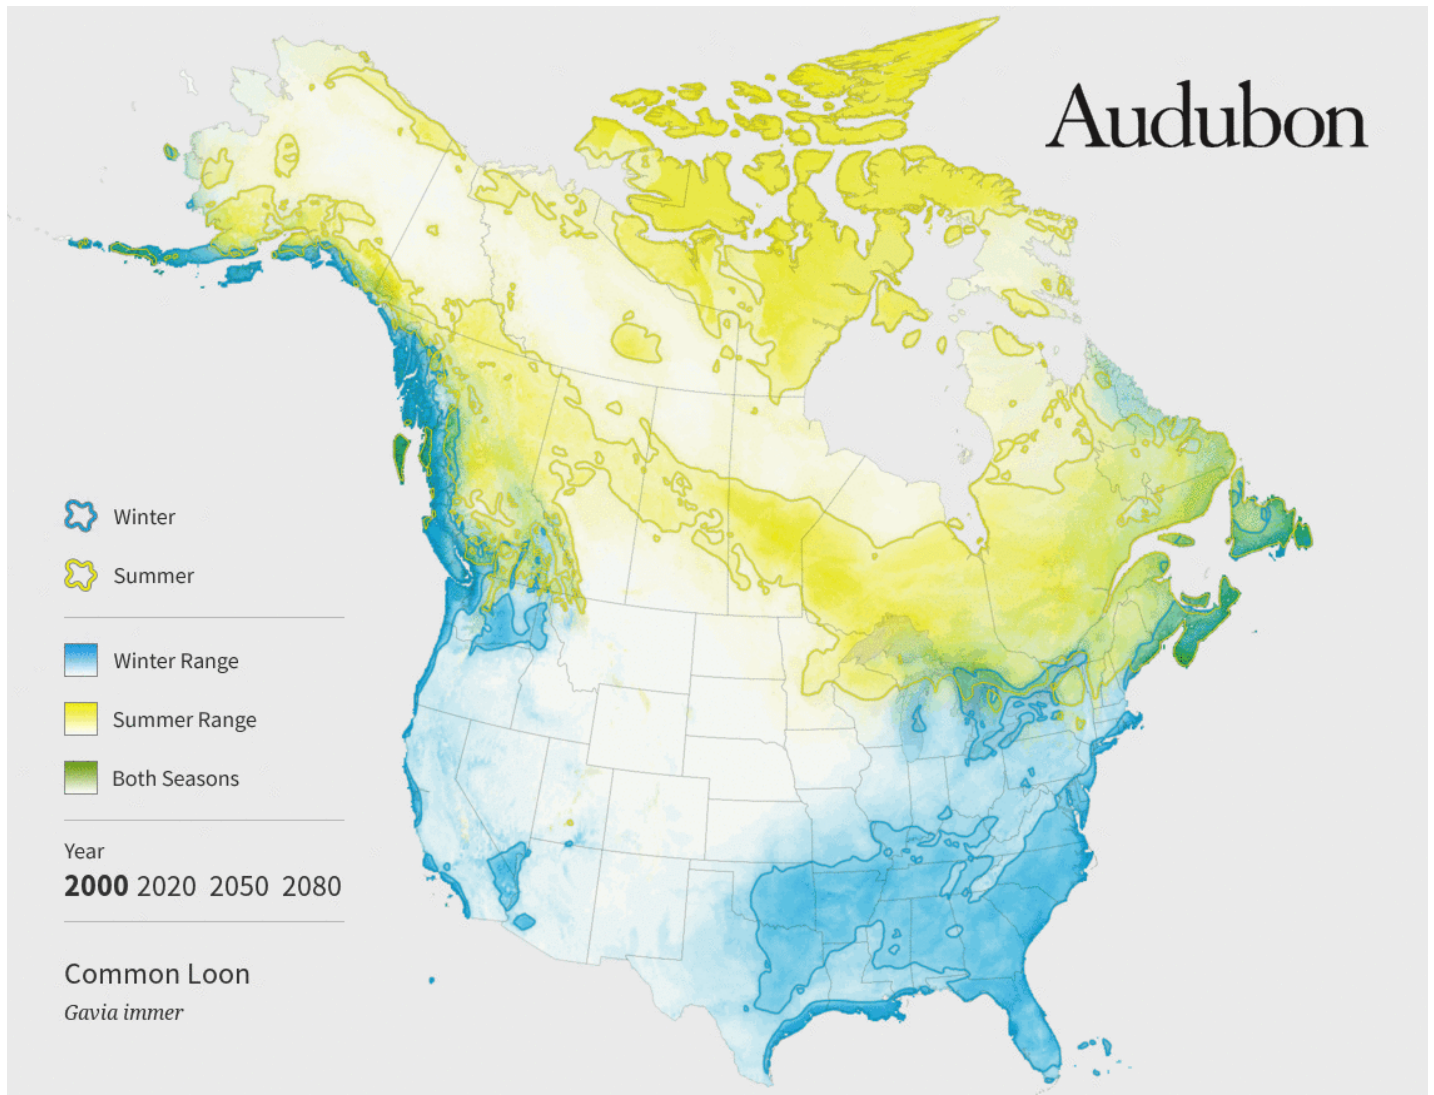 Audubon
Winter
Summer
Winter Range
Summer Range
Both Seasons
Year
2000 2020 2050 2080
Common Loon
Gavia immer